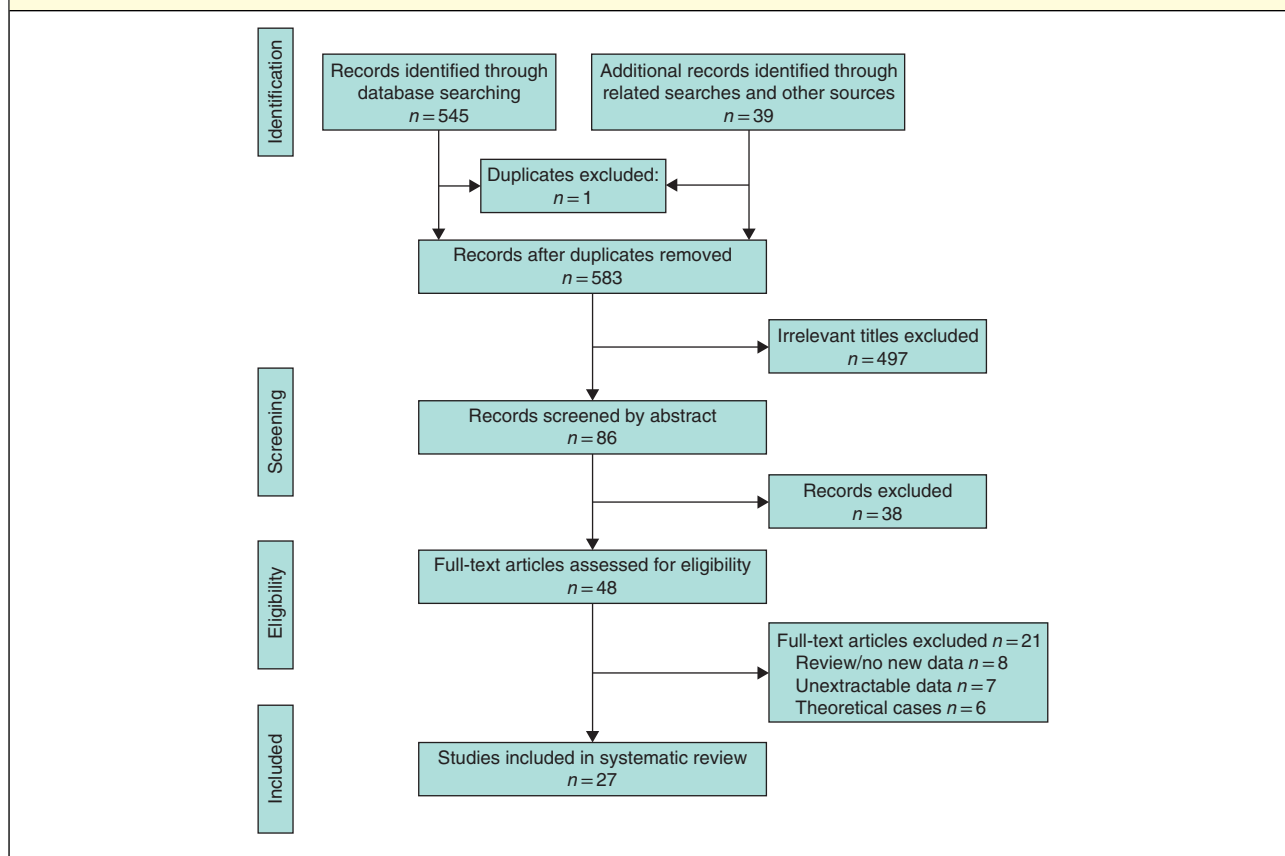 Identification
Records identified through
database searching
n = 545
Additional records identified through
related searches and other sources
n = 39
Duplicates excluded:
n = 1
Records after duplicates removed
n = 583
Irrelevant titles excluded
n = 497
Screening
Records screened by abstract
n = 86
Records excluded
n = 38
Eligibility
Full-text articles assessed for eligibility
n = 48
Full-text articles excluded n = 21
Review/no new data n = 8
Unextractable data n = 7
Theoretical cases n = 6
Included
Studies included in systematic review
n = 27